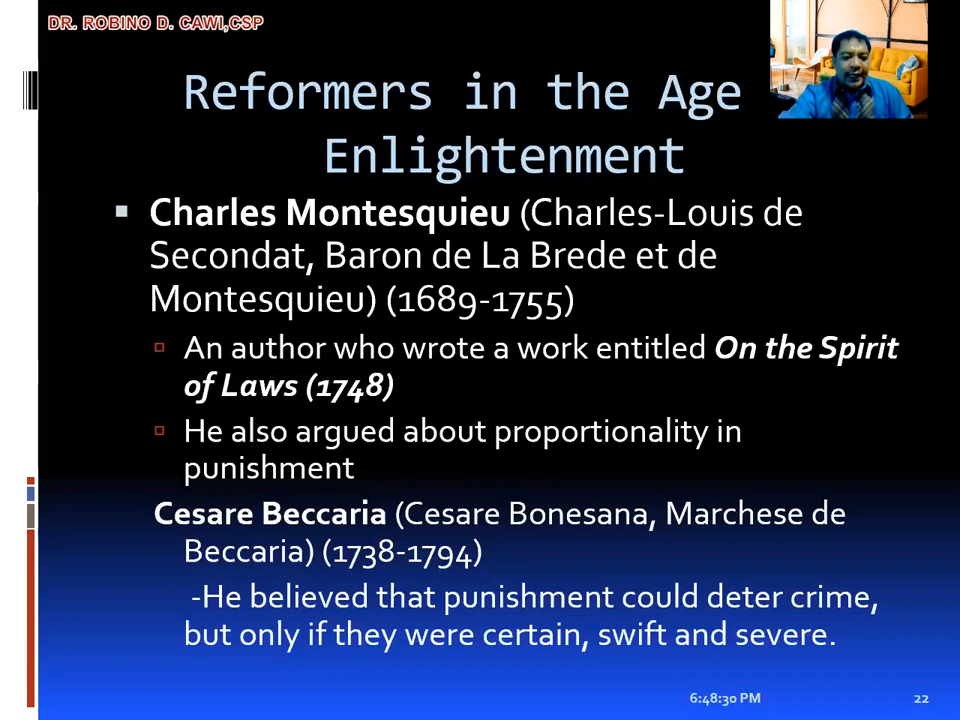 DR. ROBINO D. CAWI,CSP
Reformers in the Age
Enlightenment
Charles Montesquieu (Charles-Louis de
Secondat, Baron de La Brede et de
Montesquieu) (1689-1755)
An author who wrote a work entitled On the Spirit
of Laws (1748)
He also argued about proportionality in
punishment
Cesare Beccaria (Cesare Bonesana, Marchese de
Beccaria) (1738-1794)
-He believed that punishment could deter crime,
but only if they were certain, swift and severe.
6:48:30 PM
22